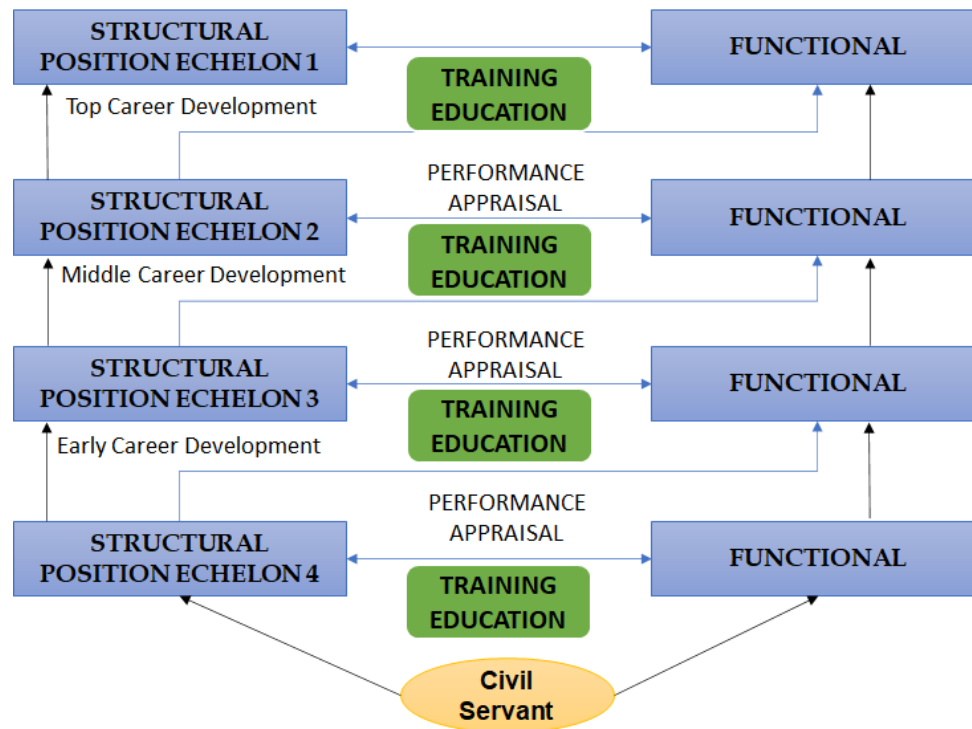 STRUCTURAL
POSITION ECHELON 1
FUNCTIONAL
TRAINING
EDUCATION
Top Career Development
PERFORMANCE
APPRAISAL
STRUCTURAL
POSITION ECHELON 2
FUNCTIONAL
TRAINING
EDUCATION
Middle Career Development
PERFORMANCE
APPRAISAL
STRUCTURAL
POSITION ECHELON 3
FUNCTIONAL
TRAINING
EDUCATION
Early Career Development
PERFORMANCE
APPRAISAL
STRUCTURAL
POSITION ECHELON 4
FUNCTIONAL
TRAINING
EDUCATION
Civil
Servant